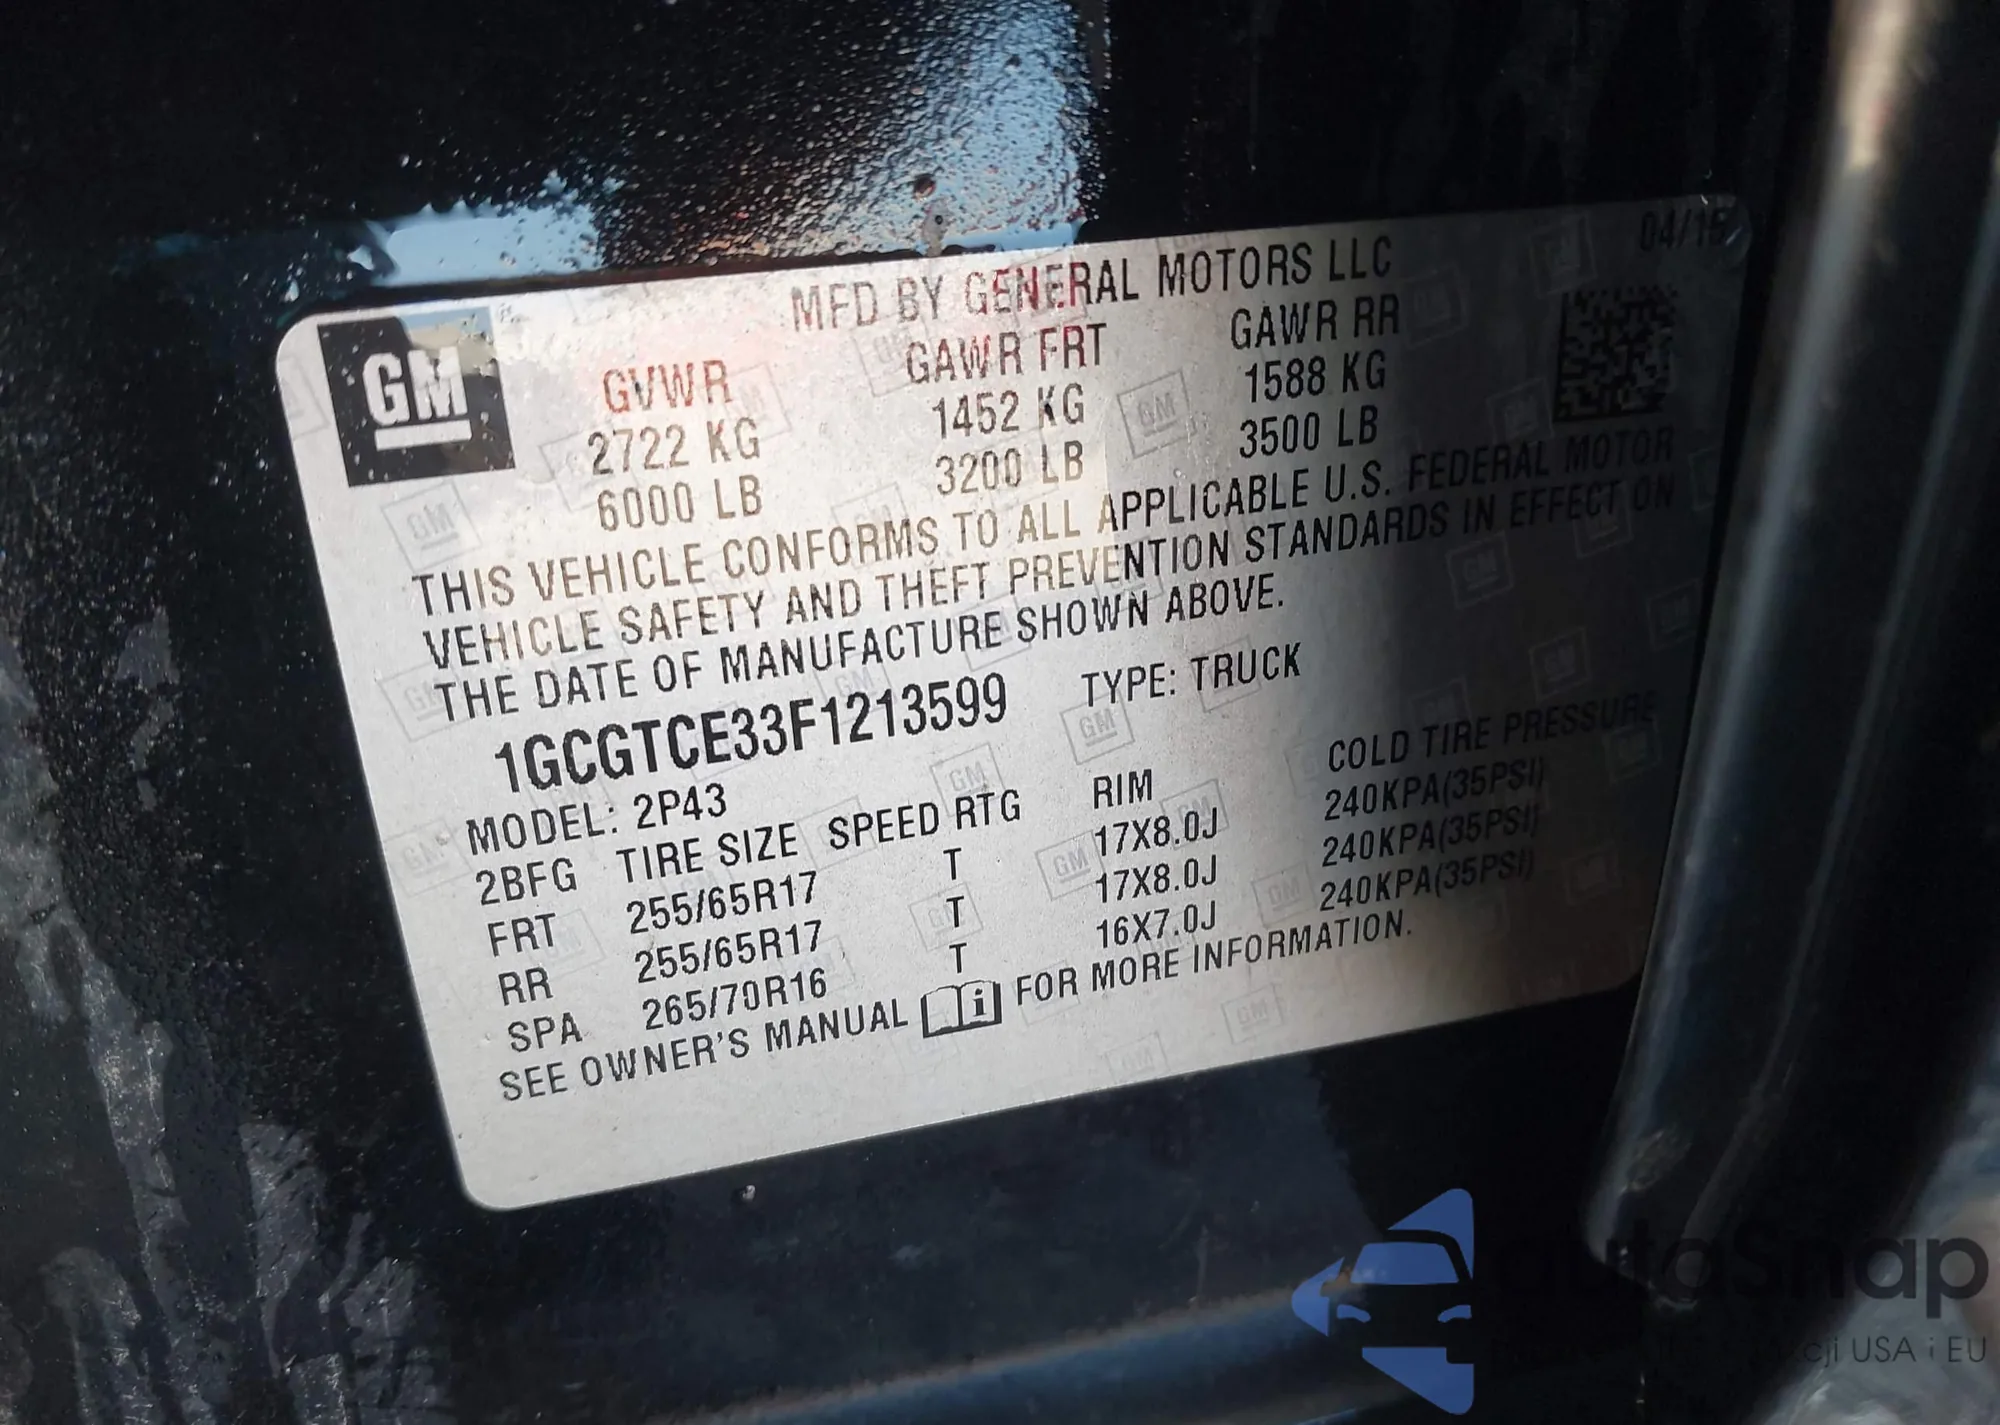 04/15
MFD BY GENERAL MOTORS LLC
GM
GVWR GAWR FRT GAWR RR
2722 KG 1452 KG 1588 KG
6000 LB 3200 LB 3500 LB
THIS VEHICLE CONFORMS TO ALL APPLICABLE U.S. FEDERAL MOTOR
VEHICLE SAFETY AND THEFT PREVENTION STANDARDS IN EFFECT ON
THE DATE OF MANUFACTURE SHOWN ABOVE.
1GCGTCE33F1213599 TYPE: TRUCK
MODEL: 2P43
2BFG TIRE SIZE SPEED RTG RIM COLD TIRE PRESSURE
FRT 255/65R17 T 17X8.0J 240KPA(35PSI)
RR 255/65R17 T 17X8.0J 240KPA(35PSI)
SPA 265/70R16 T 16X7.0J 240KPA(35PSI)
SEE OWNER'S MANUAL i FOR MORE INFORMATION.
autoSnap
USA i EU